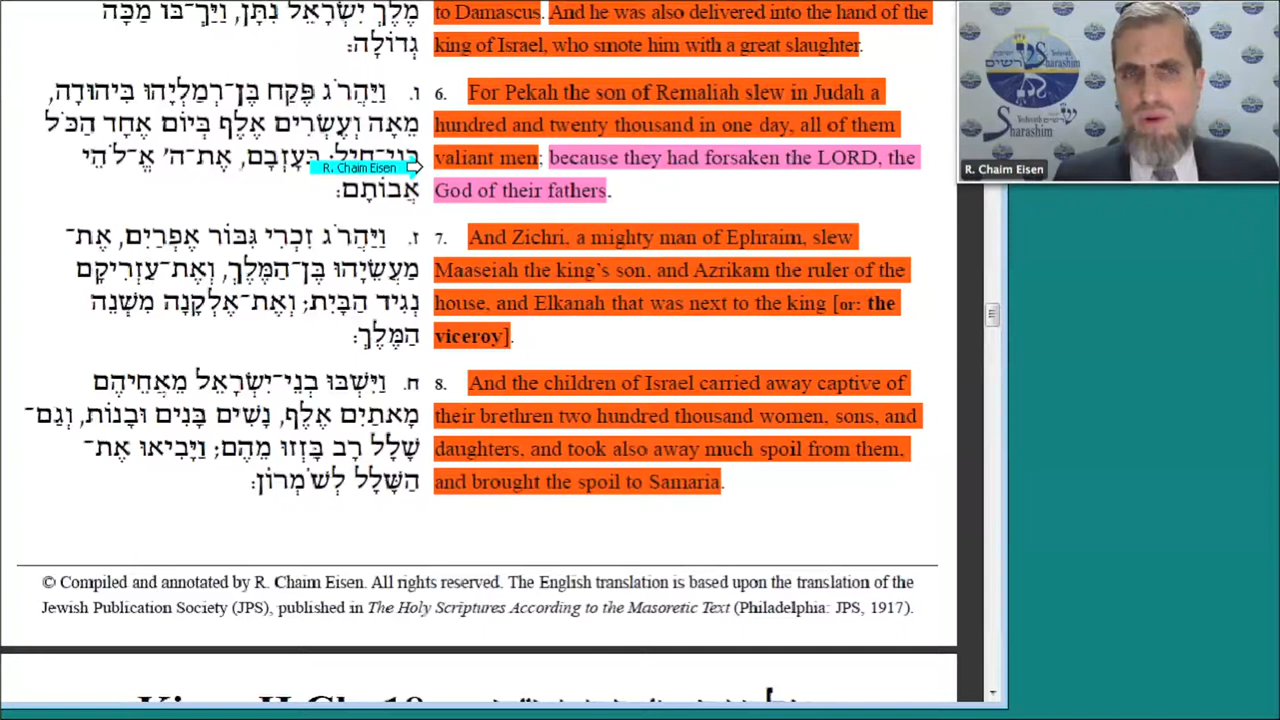 מֶלֶךְ יִשְׂרָאֵל נִתָּן, וַיַּךְ־בּוֹ מַכָּה
גְדוֹלָה:
to Damascus. And he was also delivered into the hand of the
king of Israel, who smote him with a great slaughter.
ו. וַיַּהֲרֹג פֶּקַח בֶּן־רְמַלְיָהוּ בִּיהוּדָה,
מֵאָה וְעֶשְׂרִים אֶלֶף בְּיוֹם אֶחָד הַכֹּל
בְּנֵי־חָיִל: בְּעָזְבָם, אֶת־ה' אֱ־לֹהֵי
אֲבוֹתָם:
6. For Pekah the son of Remaliah slew in Judah a
hundred and twenty thousand in one day, all of them
valiant men; because they had forsaken the LORD, the
God of their fathers.
R. Chaim Eisen
ז. וַיַּהֲרֹג זִכְרִי גִּבּוֹר אֶפְרַיִם, אֶת־
מַעֲשֵׂיָהוּ בֶּן־הַמֶּלֶךְ, וְאֶת־עַזְרִיקָם
נְגִיד הַבָּיִת; וְאֶת־אֶלְקָנָה מִשְׁנֵה
הַמֶּלֶךְ:
7. And Zichri, a mighty man of Ephraim, slew
Maaseiah the king's son, and Azrikam the ruler of the
house, and Elkanah that was next to the king [or: the
viceroy].
ח. וַיִּשְׁבּוּ בְנֵי־יִשְׂרָאֵל מֵאֲחֵיהֶם
מָאתַיִם אֶלֶף, נָשִׁים בָּנִים וּבָנוֹת, וְגַם־
שָׁלָל רָב בָּזְזוּ מֵהֶם; וַיָּבִיאוּ אֶת־
הַשָּׁלָל לְשֹׁמְרוֹן:
8. And the children of Israel carried away captive of
their brethren two hundred thousand women, sons, and
daughters, and took also away much spoil from them,
and brought the spoil to Samaria.
© Compiled and annotated by R. Chaim Eisen. All rights reserved. The English translation is based upon the translation of the
Jewish Publication Society (JPS), published in The Holy Scriptures According to the Masoretic Text (Philadelphia: JPS, 1917).
Yeshivath
Sharashim
R. Chaim Eisen